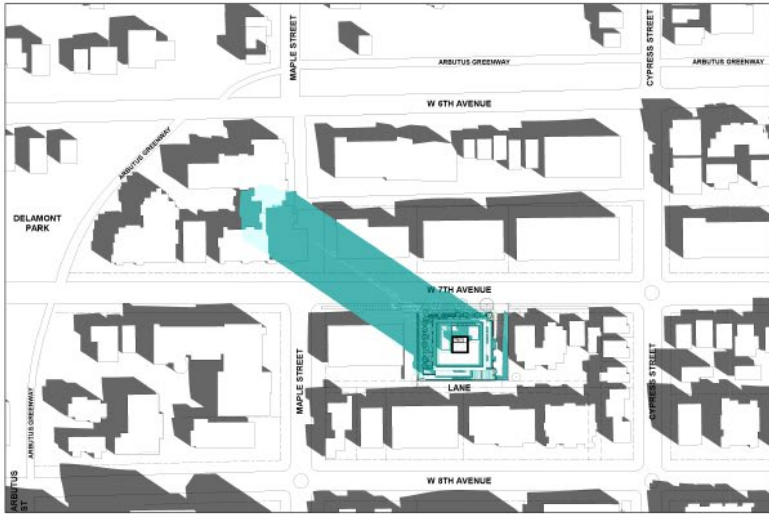 MAPLE STREET
CYPRESS STREET
ARBUTUS GREENWAY
ARBUTUS GREENWAY
W 6TH AVENUE
ARBUTUS GREENWAY
DELAMONT
PARK
W 7TH AVENUE
MAPLE STREET
LANE
CYPRESS STREET
ARBUTUS GREENWAY
W 8TH AVENUE
ARBUTUS
ST